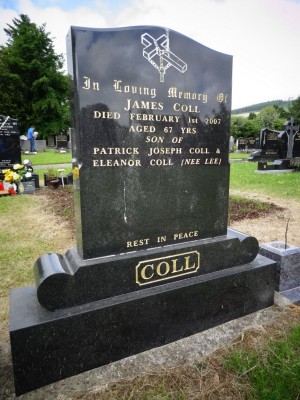 In Loving Memory Of
JAMES COLL
DIED FEBRUARY 1st 2007
AGED 67 YRS
SON OF
PATRICK JOSEPH COLL &
ELEANOR COLL (NEE LEE)
REST IN PEACE
COLL